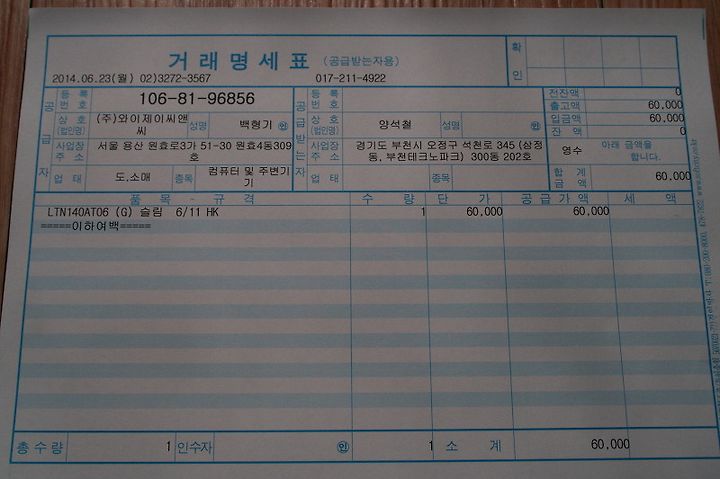 거래명세표 (공급받는자용)
확인
2014.06.23(월) 02)3272-3567 017-211-4922
공급자
등록번호 106-81-96856
상호(법인명) (주)와이제이씨앤씨 성명 백형기 ㊞
사업장주소 서울 용산 원효로3가 51-30 원효4동309호
업태 도.소매 종목 컴퓨터 및 주변기기
공급받는자
등록번호
상호(법인명) 양석철 성명 ㊞
사업장주소 경기도 부천시 오정구 석천로 345 (삼정동, 부천테크노파크) 300동 202호
업태 종목
전잔액 0
출고액 60,000
입금액 60,000
잔액 0
영수 아래 금액을 합니다.
합계금액 60,000
품목 · 규격 수량 단가 공급가액 세액
LTN140AT06 (G) 슬림 6/11 HK 1 60,000 60,000
=====이하여백=====
총수량 1 인수자 ㊞ 1 소계 60,000